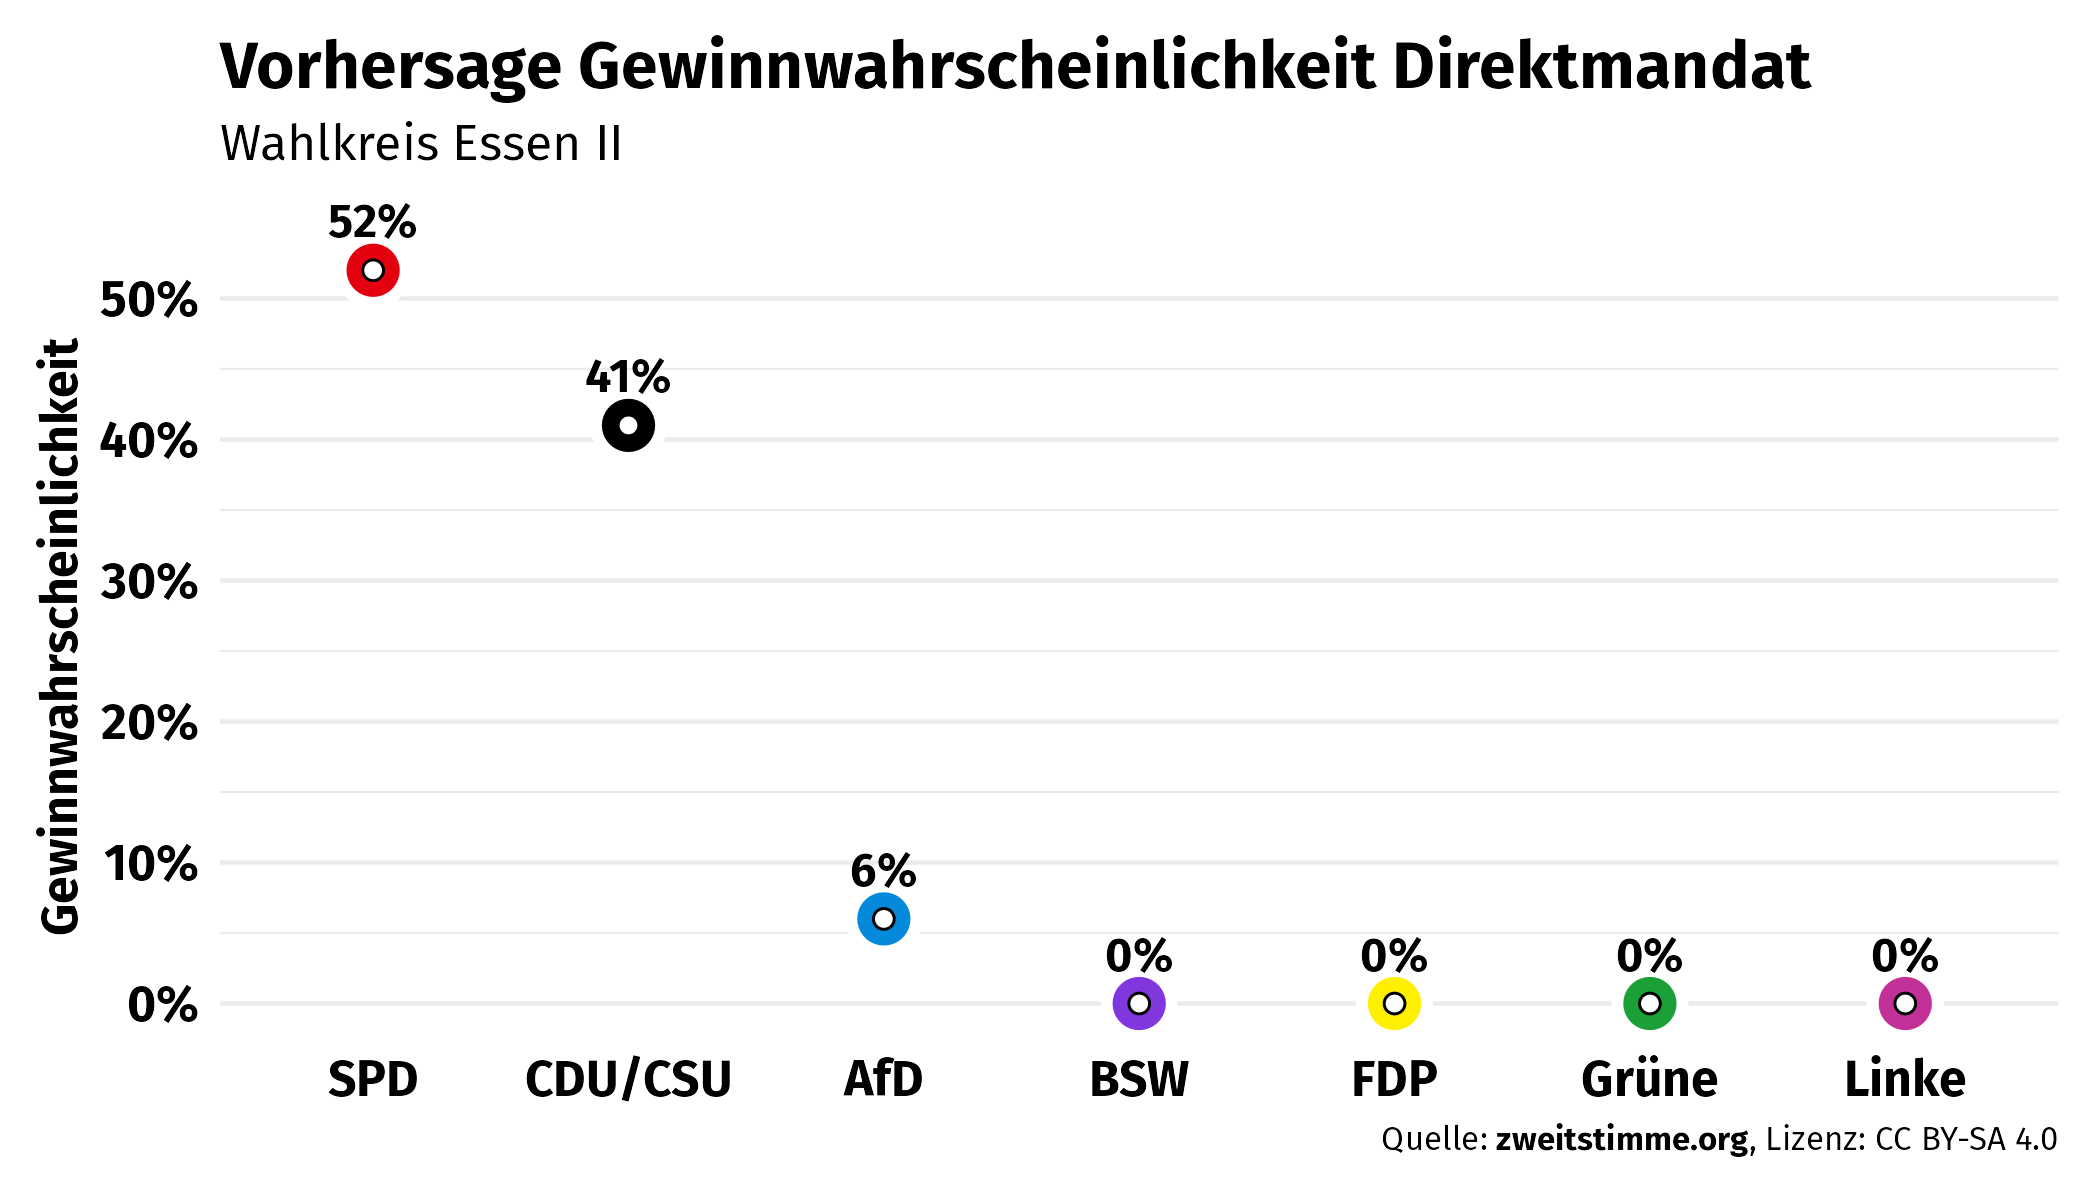 Vorhersage Gewinnwahrscheinlichkeit Direktmandat
Wahlkreis Essen II
Gewinnwahrscheinlichkeit
50%
40%
30%
20%
10%
0%
52%
41%
6%
0%
0%
0%
0%
SPD
CDU/CSU
AfD
BSW
FDP
Grüne
Linke
Quelle: zweitstimme.org, Lizenz: CC BY-SA 4.0